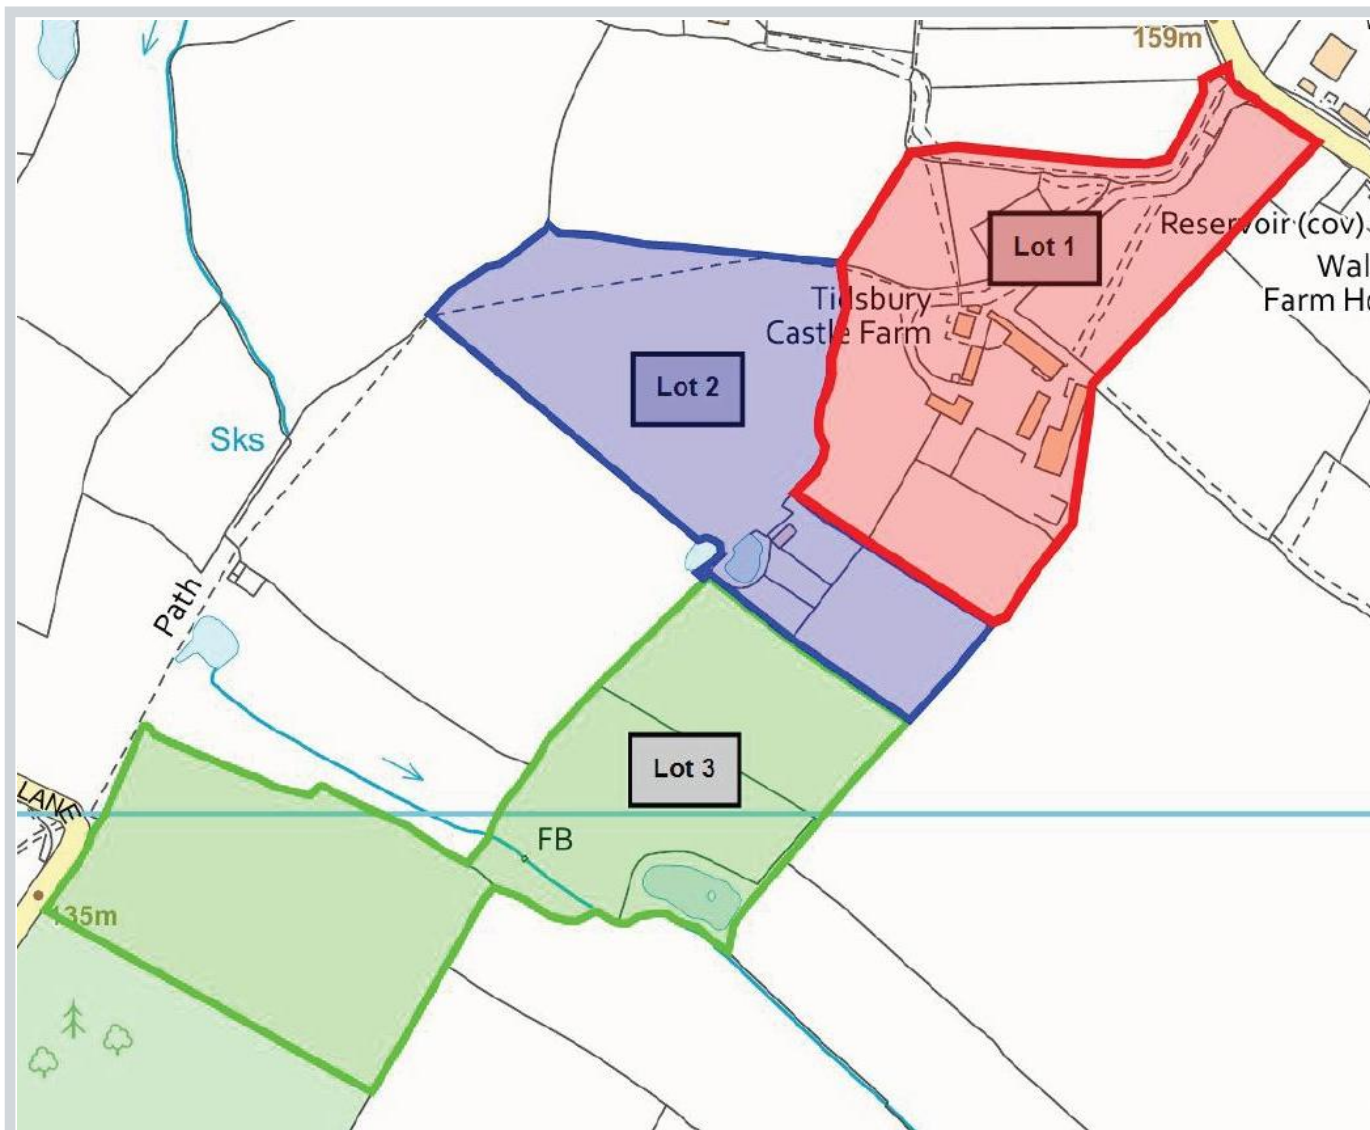 159m
Lot 1
Reservoir (cov)
Wal
Farm Ho
Tidsbury
Castle Farm
Lot 2
Sks
Path
Lot 3
LANE
FB
135m